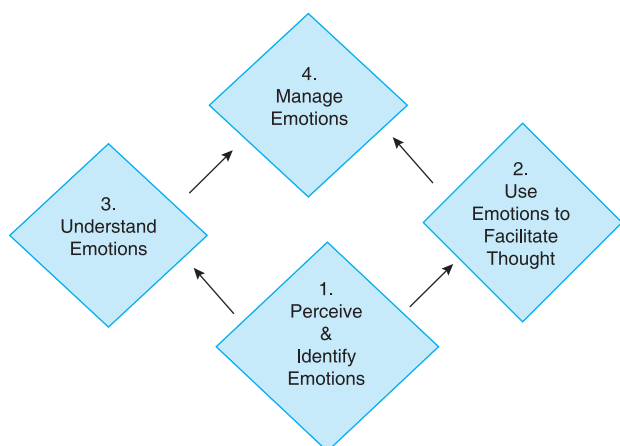 4.
Manage
Emotions
3.
Understand
Emotions
2.
Use
Emotions to
Facilitate
Thought
1.
Perceive
&
Identify
Emotions